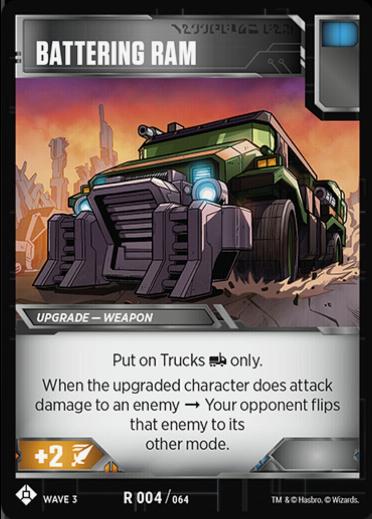 BATTERING RAM
UPGRADE – WEAPON
Put on Trucks only.
When the upgraded character does attack
damage to an enemy → Your opponent flips
that enemy to its
other mode.
+2
WAVE 3
R 004/064
TM & © Hasbro. © Wizards.